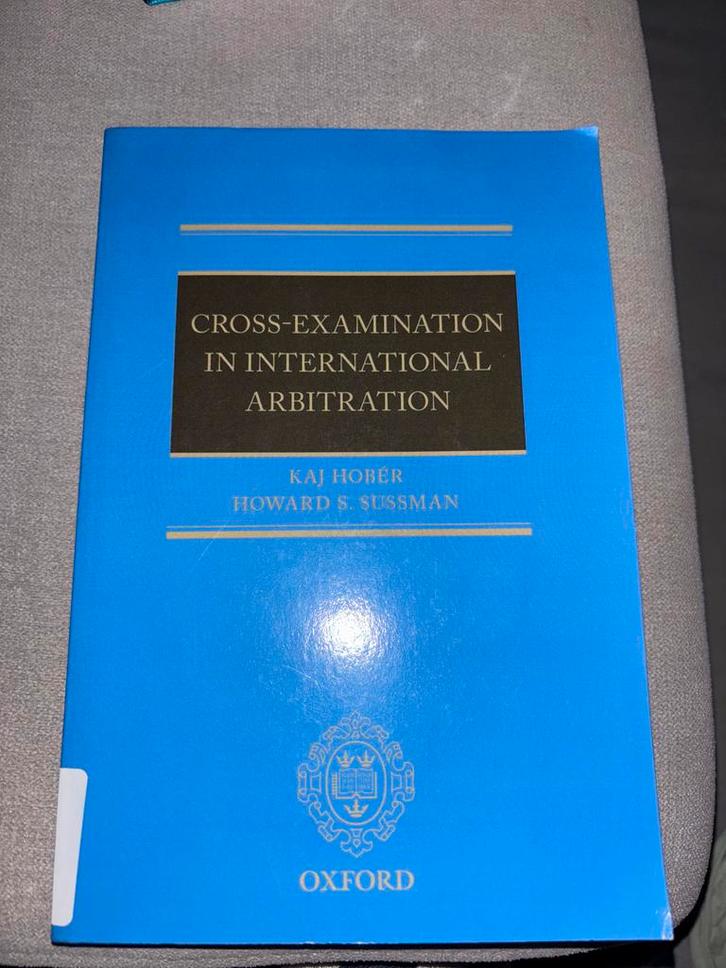 CROSS-EXAMINATION
IN INTERNATIONAL
ARBITRATION
KAJ HOBÉR
HOWARD S. SUSSMAN
OXFORD